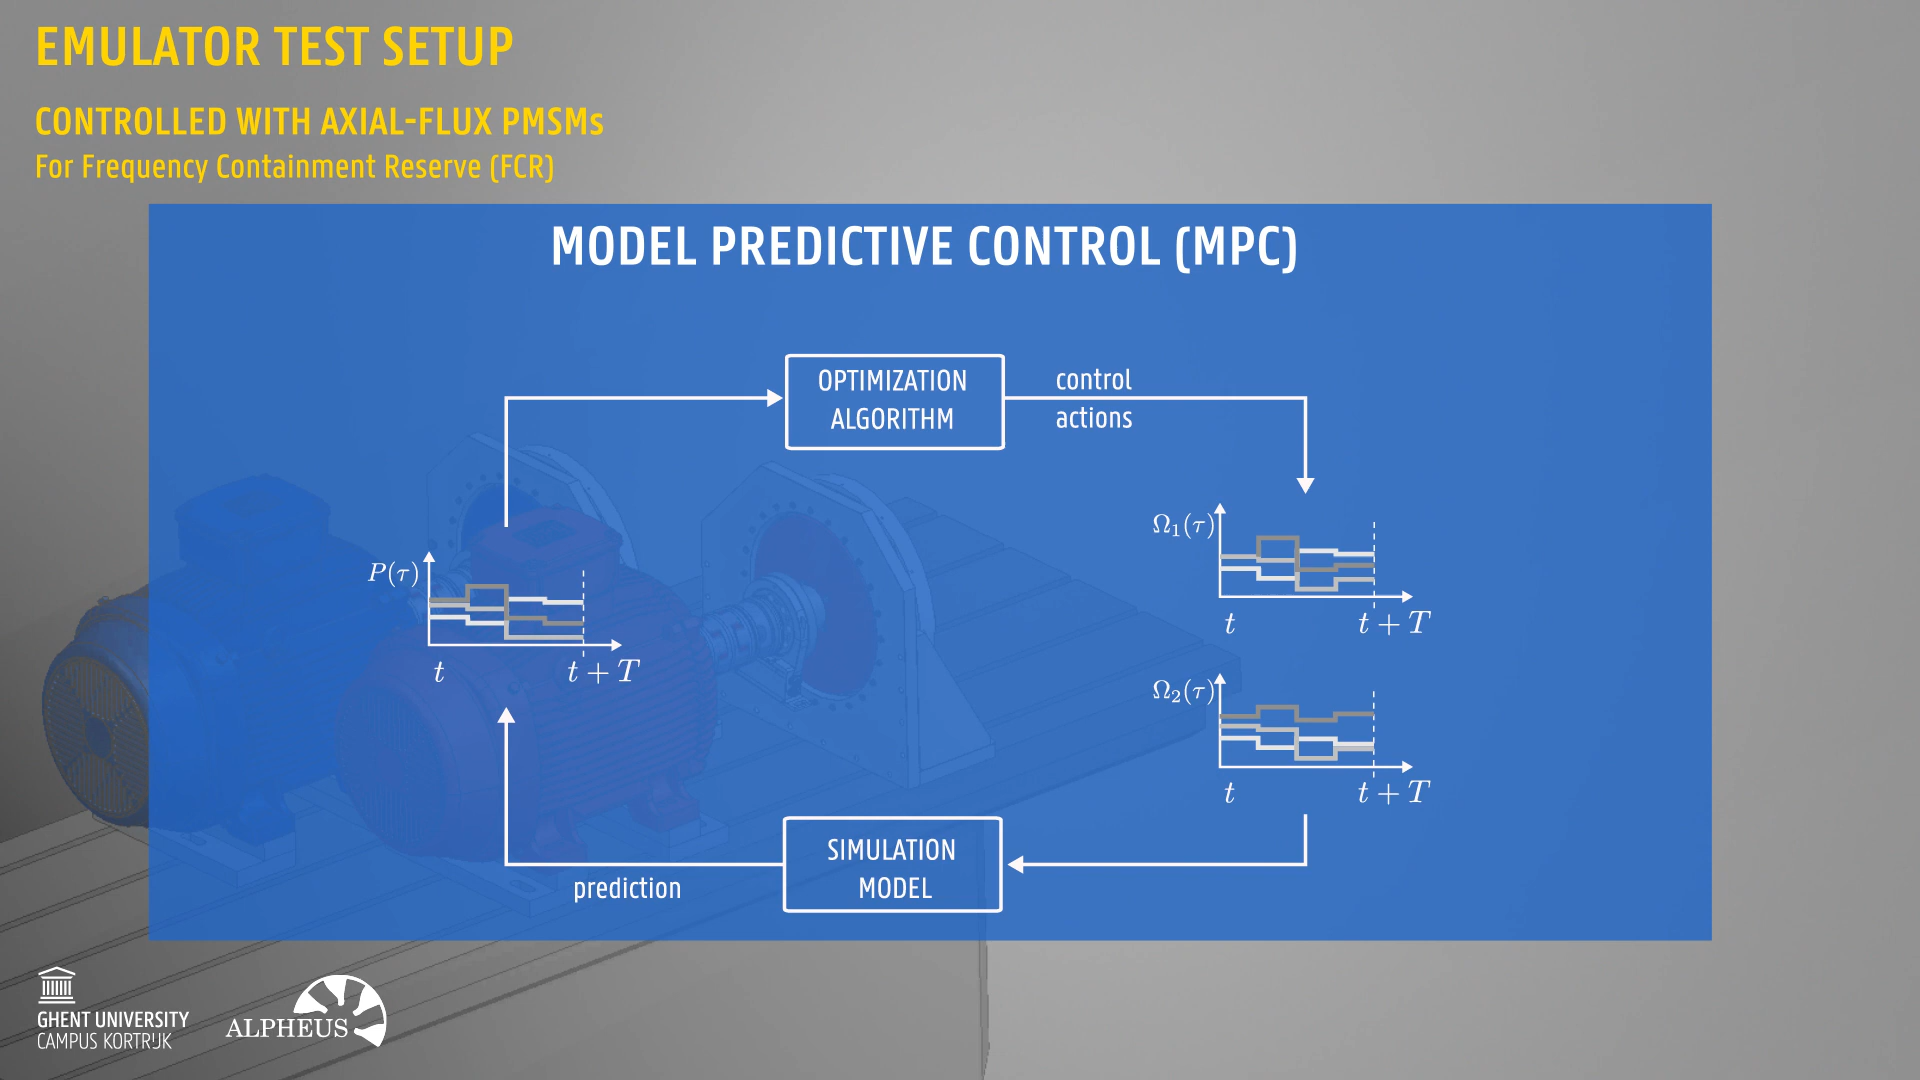 EMULATOR TEST SETUP
CONTROLLED WITH AXIAL-FLUX PMSMs
For Frequency Containment Reserve (FCR)
MODEL PREDICTIVE CONTROL (MPC)
OPTIMIZATION
ALGORITHM
control
actions
P(τ)
t
t + T
Ω₁(τ)
t
t + T
Ω₂(τ)
t
t + T
SIMULATION
MODEL
prediction
GHENT UNIVERSITY
CAMPUS KORTRIJK
ALPHEUS